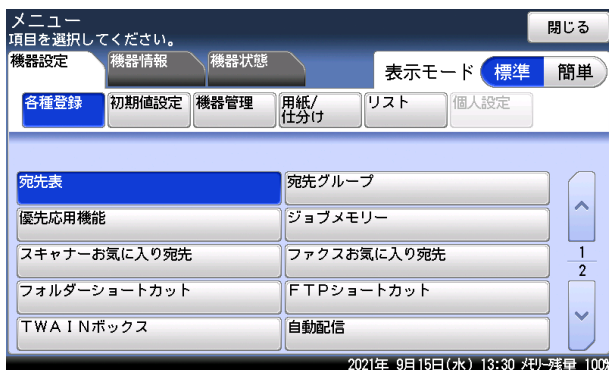 メニュー
閉じる
項目を選択してください。
機器設定
機器情報
機器状態
表示モード
標準
簡単
各種登録
初期値設定
機器管理
用紙/
仕分け
リスト
個人設定
宛先表
宛先グループ
優先応用機能
ジョブメモリー
スキャナーお気に入り宛先
ファクスお気に入り宛先
1
2
フォルダーショートカット
FTPショートカット
TWAINボックス
自動配信
2021年 9月15日(水) 13:30 メモリー残量 100%